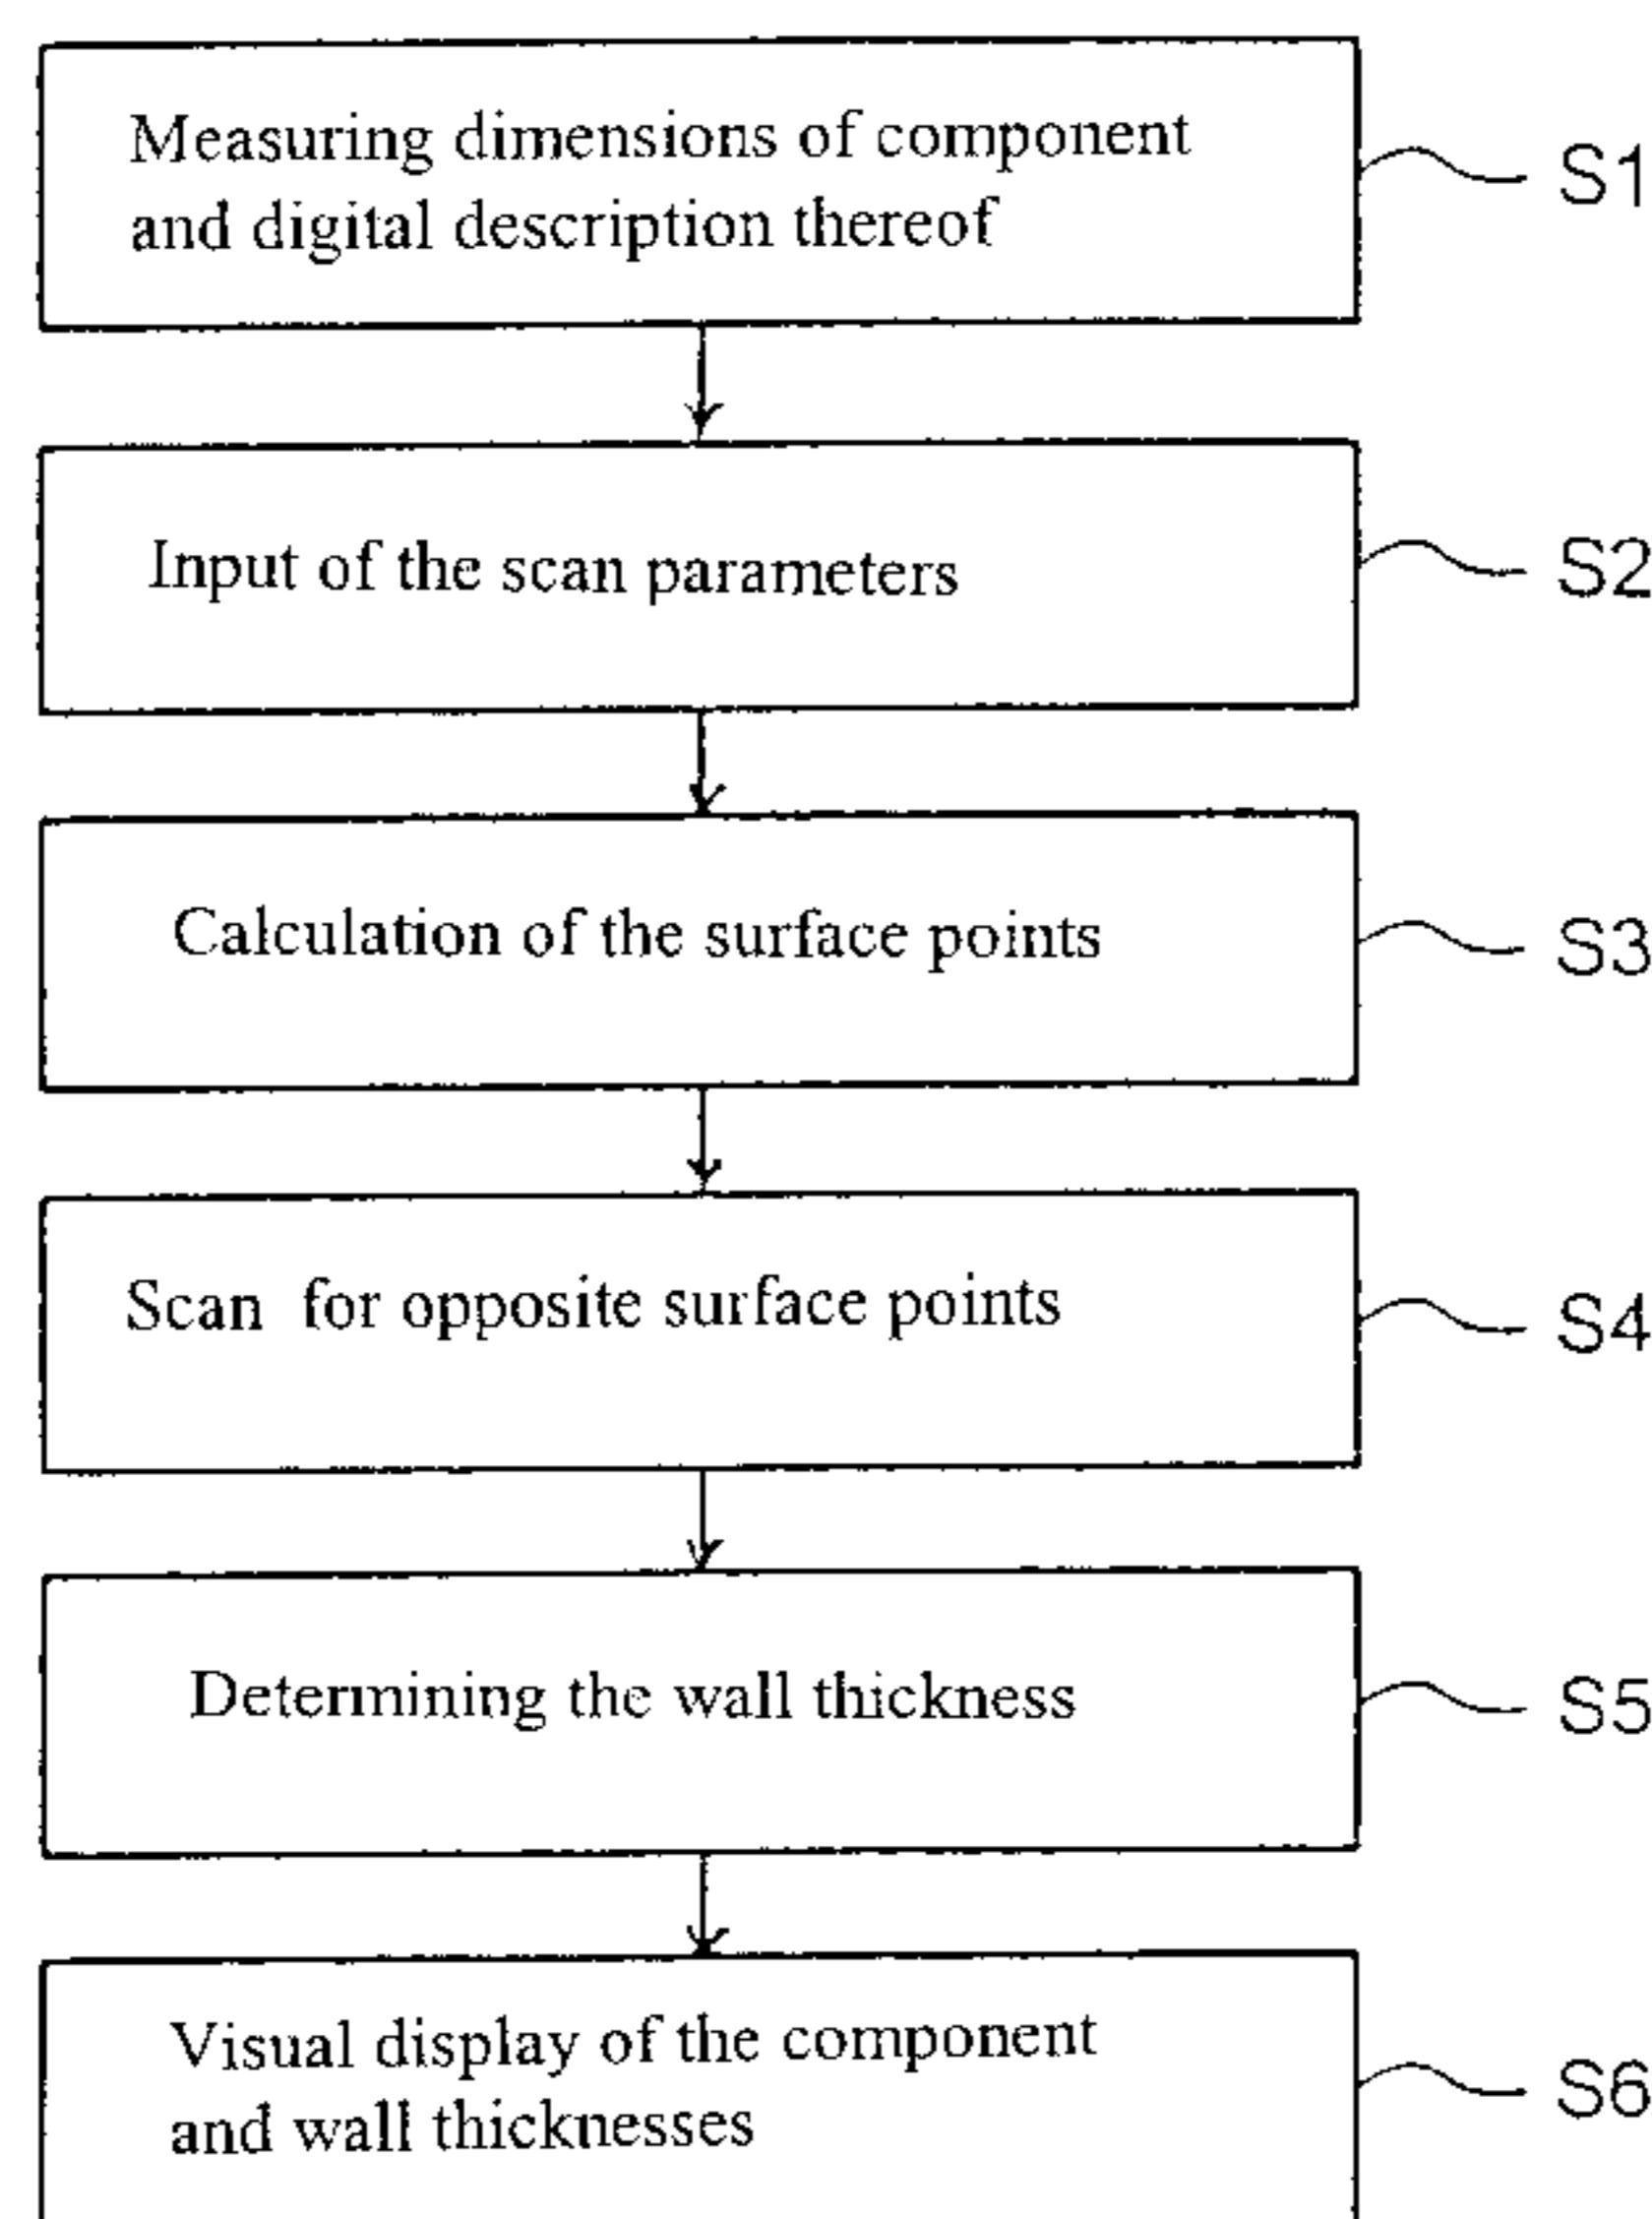 Measuring dimensions of component
and digital description thereof
S1
Input of the scan parameters
S2
Calculation of the surface points
S3
Scan for opposite surface points
S4
Determining the wall thickness
S5
Visual display of the component
and wall thicknesses
S6